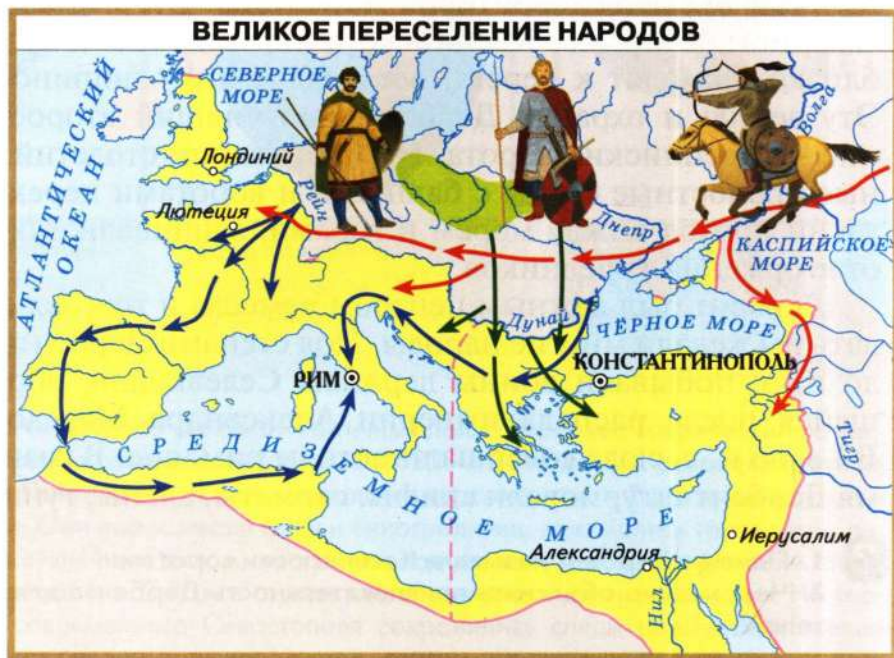 ВЕЛИКОЕ ПЕРЕСЕЛЕНИЕ НАРОДОВ
АТЛАНТИЧЕСКИЙ
ОКЕАН
СЕВЕРНОЕ
МОРЕ
Волга
Лондиний
Рейн
Лютеция
Днепр
КАСПИЙСКОЕ
МОРЕ
Дунай
ЧЁРНОЕ МОРЕ
РИМ
КОНСТАНТИНОПОЛЬ
Тигр
СРЕДИЗЕМНОЕ МОРЕ
Иерусалим
Александрия
Нил